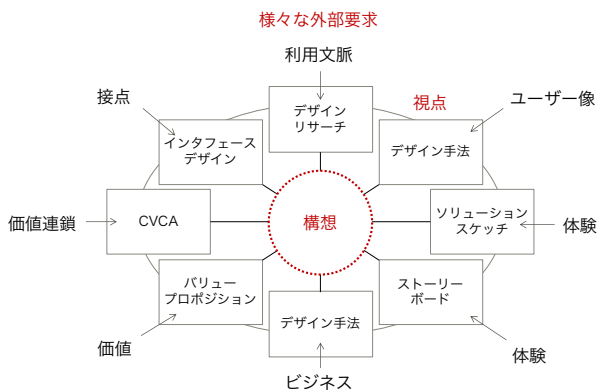 様々な外部要求
利用文脈
接点
視点
ユーザー像
デザイン
リサーチ
インタフェース
デザイン
デザイン手法
価値連鎖
CVCA
構想
ソリューション
スケッチ
体験
バリュー
プロポジション
ストーリー
ボード
デザイン手法
価値
体験
ビジネス